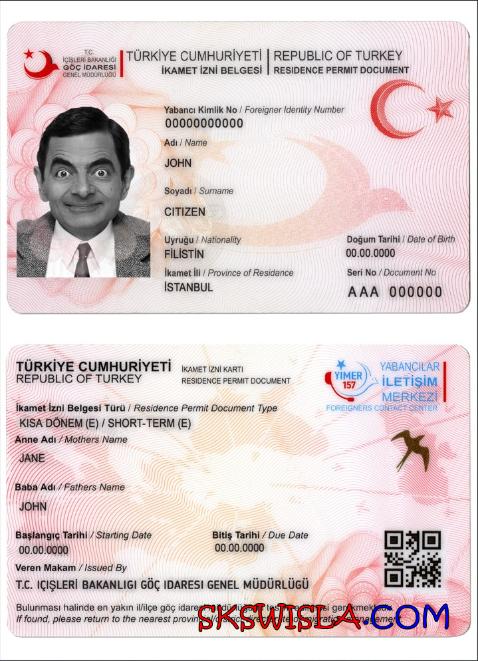 T.C.
İÇİŞLERİ BAKANLIĞI
GÖÇ İDARESİ
GENEL MÜDÜRLÜĞÜ
TÜRKİYE CUMHURİYETİ REPUBLIC OF TURKEY
İKAMET İZNİ BELGESİ RESIDENCE PERMIT DOCUMENT
Yabancı Kimlik No / Foreigner Identity Number
00000000000
Adı / Name
JOHN
Soyadı / Surname
CITIZEN
Uyruğu / Nationality Doğum Tarihi / Date of Birth
FİLİSTİN 00.00.0000
İkamet İli / Province of Residance Seri No / Document No
İSTANBUL AAA 000000
TÜRKİYE CUMHURİYETİ İKAMET İZNİ KARTI
REPUBLIC OF TURKEY RESIDENCE PERMIT DOCUMENT
YİMER
157
YABANCILAR
İLETİŞİM
MERKEZİ
FOREIGNERS CONTACT CENTER
İkamet İzni Belgesi Türü / Residence Permit Document Type
KISA DÖNEM (E) / SHORT-TERM (E)
Anne Adı / Mothers Name
JANE
Baba Adı / Fathers Name
JOHN
Başlangıç Tarihi / Starting Date Bitiş Tarihi / Due Date
00.00.0000 00.00.0000
Veren Makam / Issued By
T.C. IÇIŞLERİ BAKANLIGI GÖÇ IDARESI GENEL MÜDÜRLÜĞÜ
Bulunması halinde en yakın il/ilçe göç idaresi
If found, please return to the nearest
SKSWISDA.COM